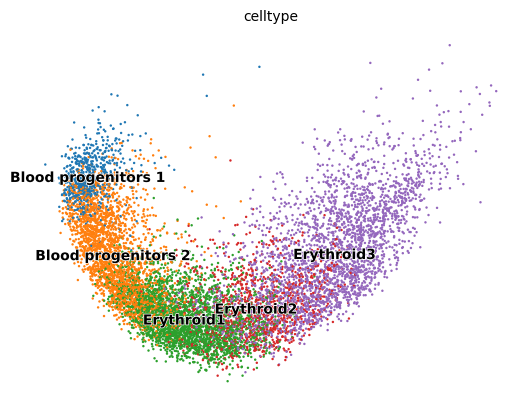 celltype
Blood progenitors 1
Blood progenitors 2
Erythroid3
Erythroid2
Erythroid1